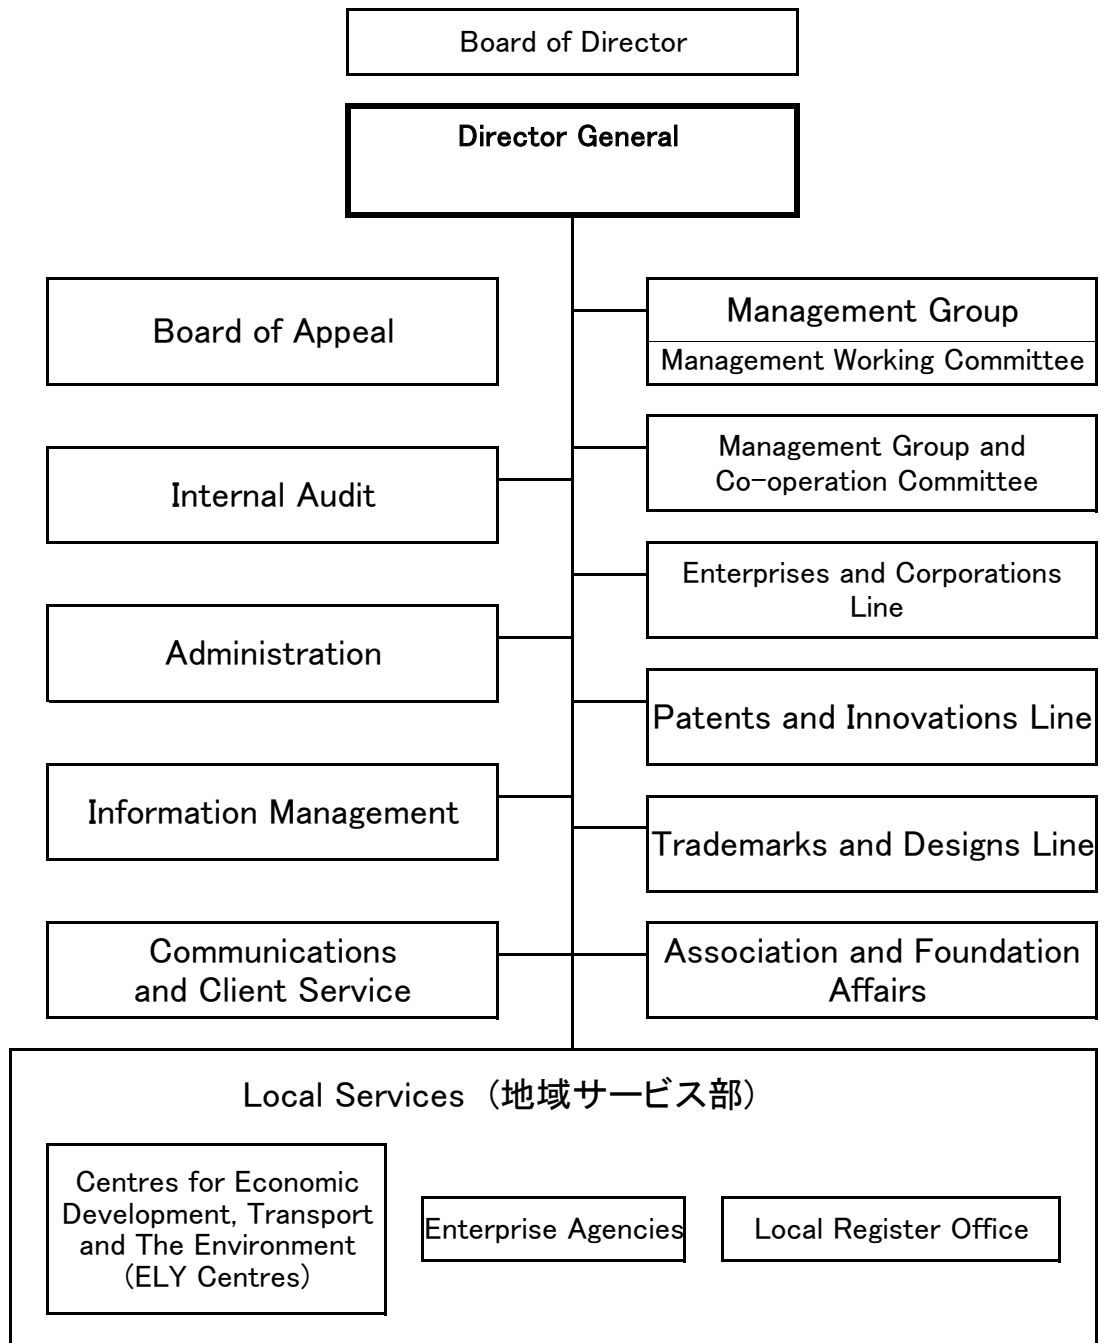 Board of Director
Director General
Board of Appeal
Management Group
Management Working Committee
Internal Audit
Management Group and
Co-operation Committee
Enterprises and Corporations
Line
Administration
Patents and Innovations Line
Information Management
Trademarks and Designs Line
Communications
and Client Service
Association and Foundation
Affairs
Local Services (地域サービス部)
Centres for Economic
Development, Transport
and The Environment
(ELY Centres)
Enterprise Agencies
Local Register Office